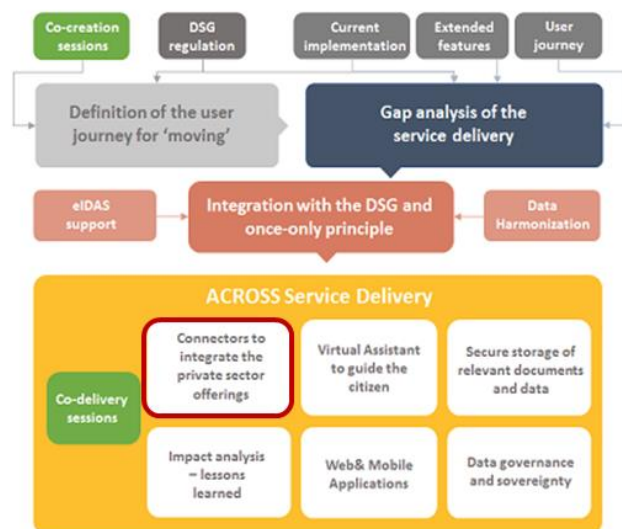 Co-creation
sessions
DSG
regulation
Current
implementation
Extended
features
User
journey
Definition of the user
journey for ‘moving’
Gap analysis of the
service delivery
eIDAS
support
Integration with the DSG and
once-only principle
Data
Harmonization
ACROSS Service Delivery
Co-delivery
sessions
Connectors to
integrate the
private sector
offerings
Virtual Assistant
to guide the
citizen
Secure storage of
relevant documents
and data
Impact analysis
– lessons
learned
Web& Mobile
Applications
Data governance
and sovereignty